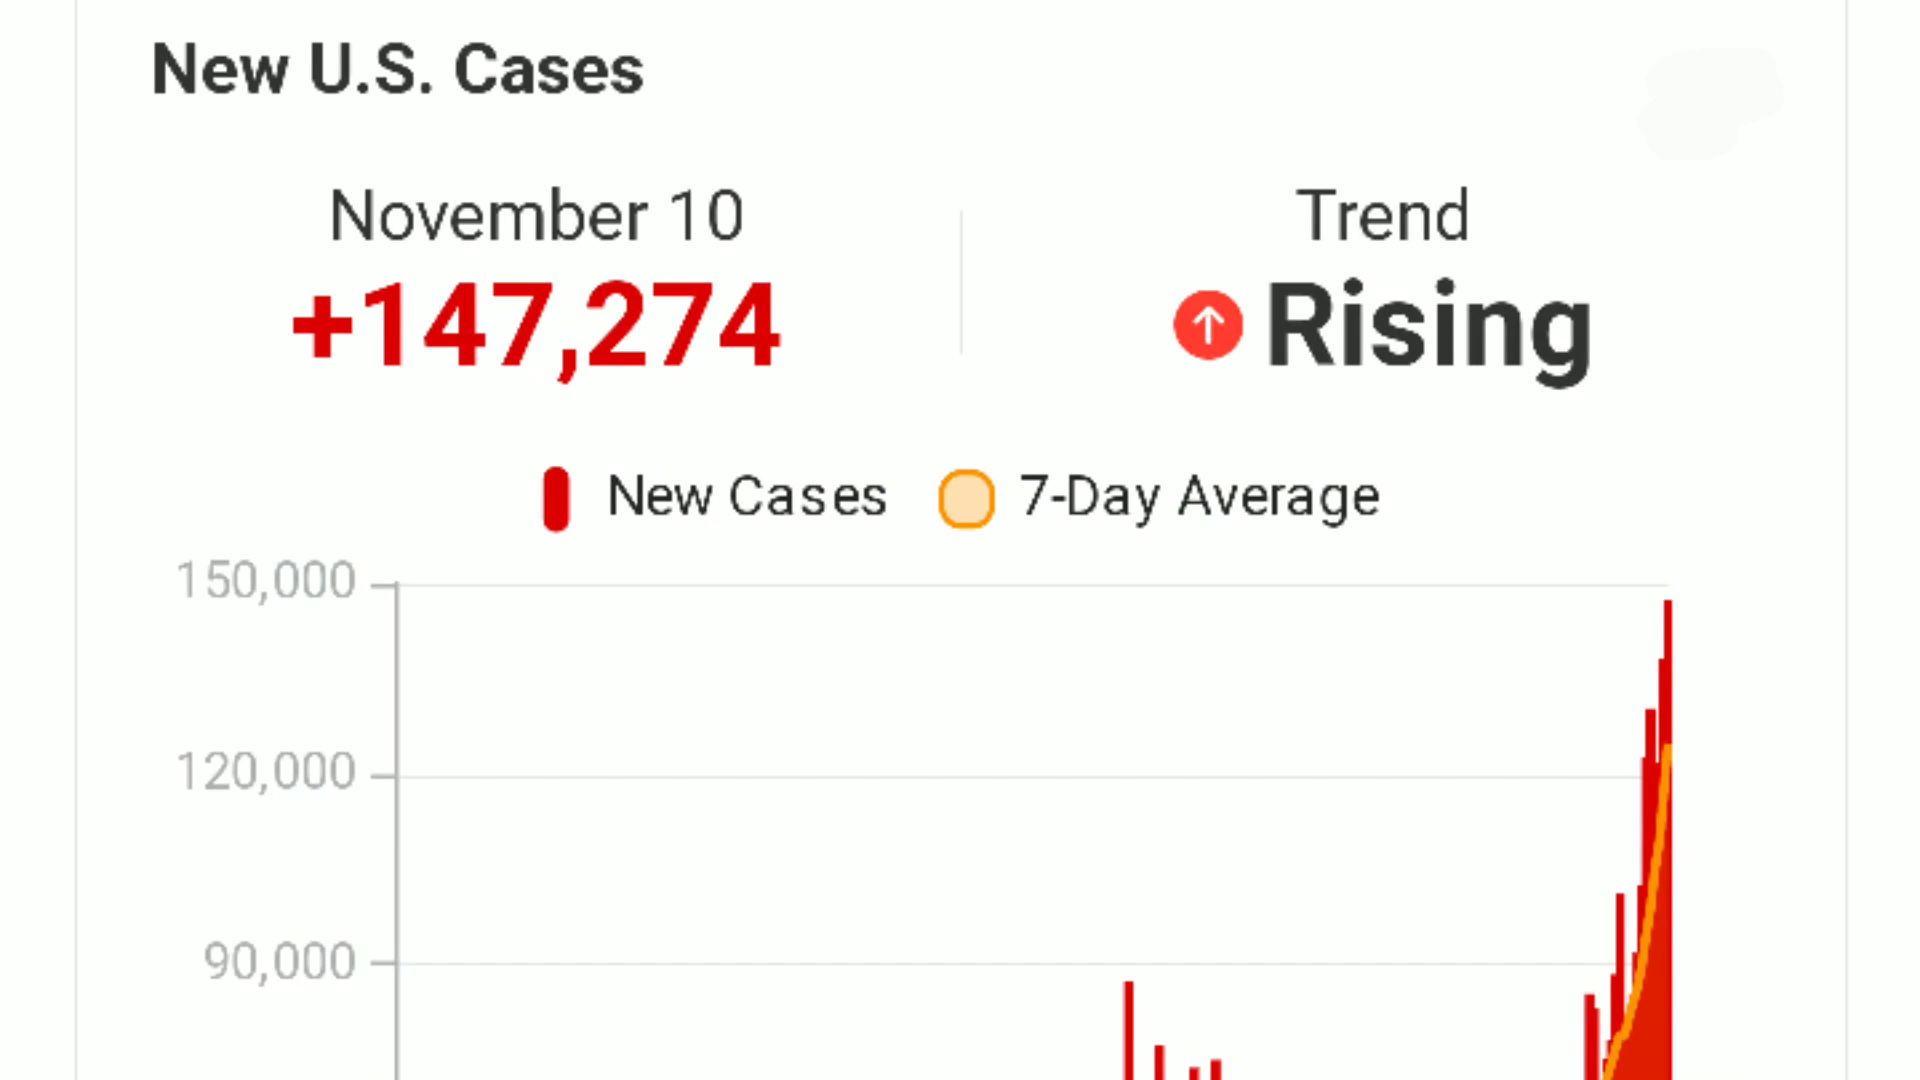 New U.S. Cases
November 10
+147,274
Trend
Rising
New Cases
7-Day Average
150,000
120,000
90,000